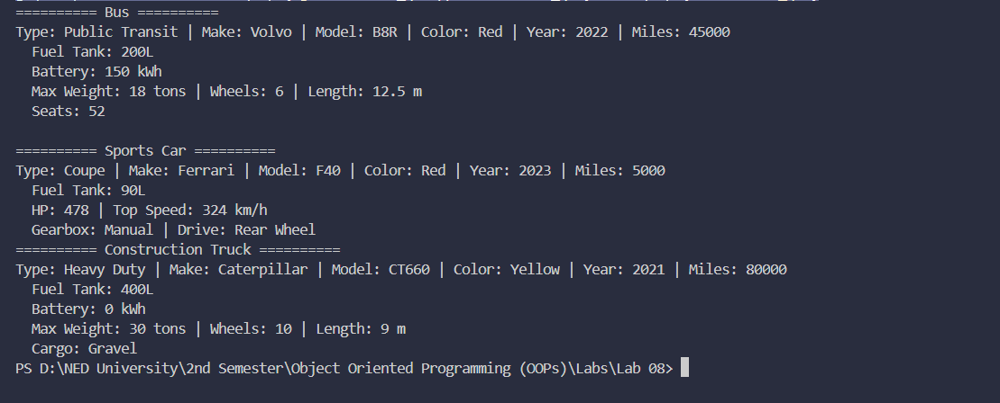 ========== Bus ==========
Type: Public Transit | Make: Volvo | Model: B8R | Color: Red | Year: 2022 | Miles: 45000
  Fuel Tank: 200L
  Battery: 150 kWh
  Max Weight: 18 tons | Wheels: 6 | Length: 12.5 m
  Seats: 52

========== Sports Car ==========
Type: Coupe | Make: Ferrari | Model: F40 | Color: Red | Year: 2023 | Miles: 5000
  Fuel Tank: 90L
  HP: 478 | Top Speed: 324 km/h
  Gearbox: Manual | Drive: Rear Wheel
========== Construction Truck ==========
Type: Heavy Duty | Make: Caterpillar | Model: CT660 | Color: Yellow | Year: 2021 | Miles: 80000
  Fuel Tank: 400L
  Battery: 0 kWh
  Max Weight: 30 tons | Wheels: 10 | Length: 9 m
  Cargo: Gravel
PS D:\NED University\2nd Semester\Object Oriented Programming (OOPs)\Labs\Lab 08>